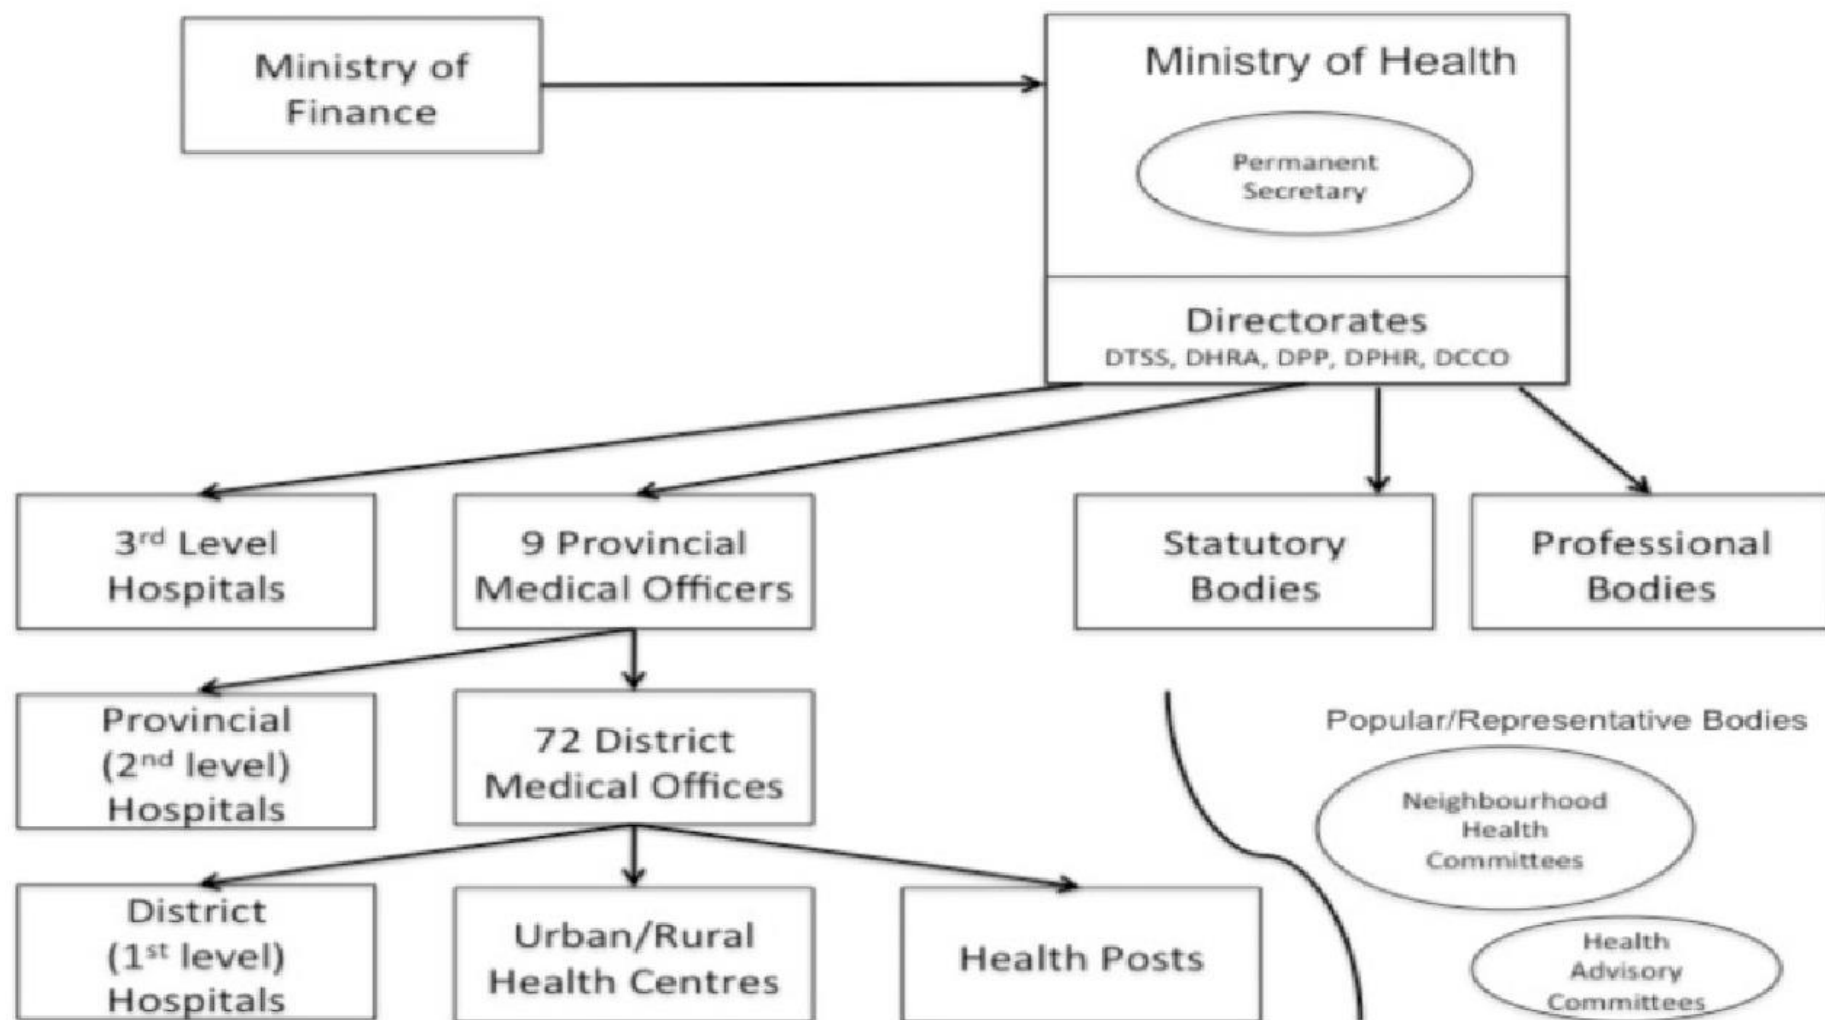 Ministry of
Finance
Ministry of Health
Permanent
Secretary
Directorates
DTSS, DHRA, DPP, DPHR, DCCO
3rd Level
Hospitals
9 Provincial
Medical Officers
Statutory
Bodies
Professional
Bodies
Provincial
(2nd level)
Hospitals
72 District
Medical Offices
Popular/Representative Bodies
Neighbourhood
Health
Committees
District
(1st level)
Hospitals
Urban/Rural
Health Centres
Health Posts
Health
Advisory
Committees